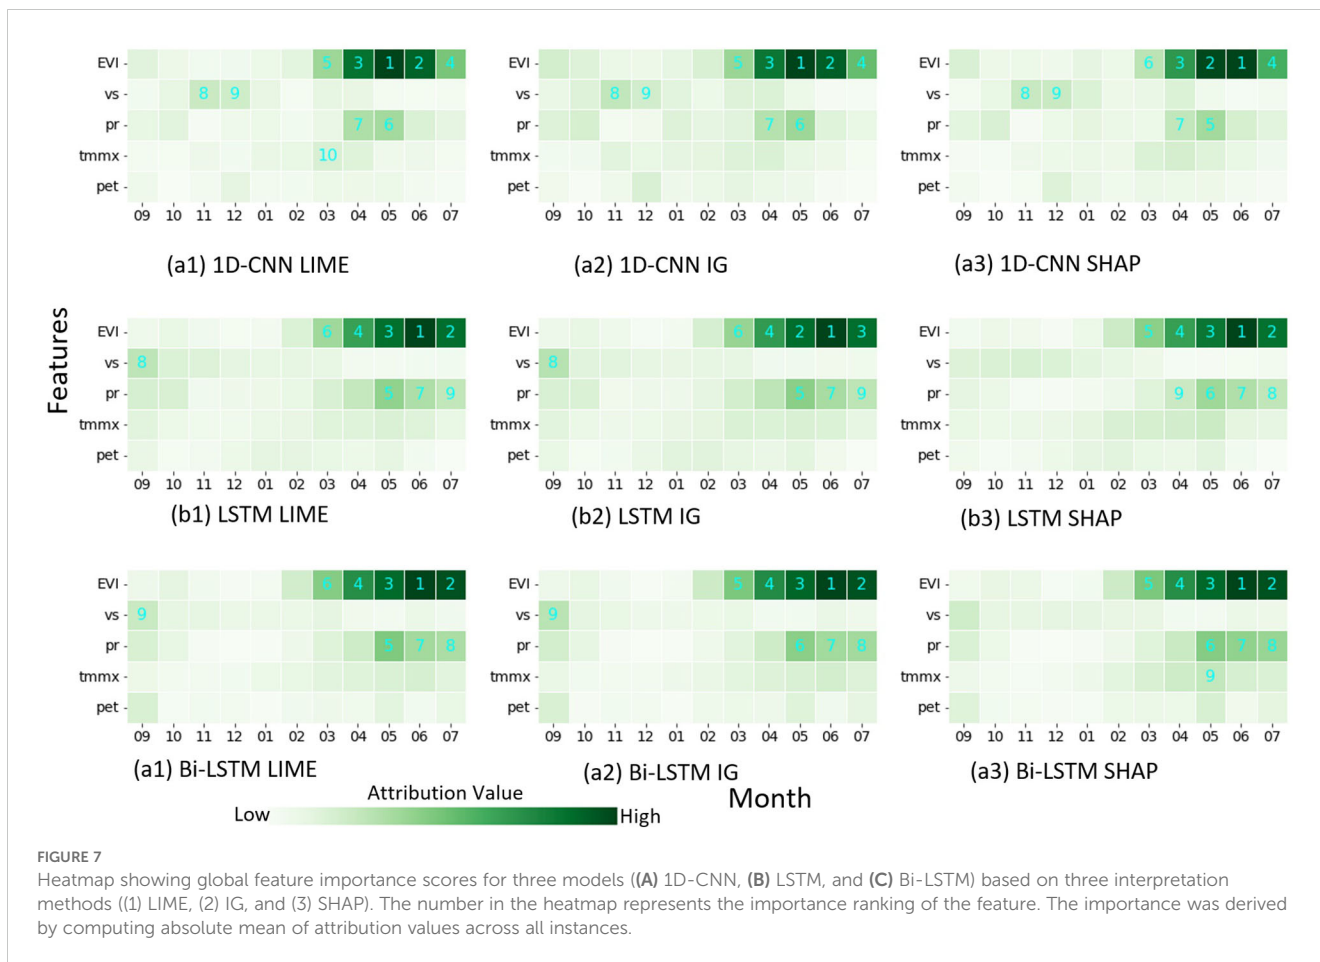 EVI 5 3 1 2 4
vs 8 9
pr 7 6
tmmx 10
pet
09 10 11 12 01 02 03 04 05 06 07
(a1) 1D-CNN LIME
EVI 5 3 1 2 4
vs 8 9
pr 7 6
tmmx
pet
09 10 11 12 01 02 03 04 05 06 07
(a2) 1D-CNN IG
EVI 6 3 2 1 4
vs 8 9
pr 7 5
tmmx
pet
09 10 11 12 01 02 03 04 05 06 07
(a3) 1D-CNN SHAP
Features
EVI 6 4 3 1 2
vs 8
pr 5 7 9
tmmx
pet
09 10 11 12 01 02 03 04 05 06 07
(b1) LSTM LIME
EVI 6 4 2 1 3
vs 8
pr 5 7 9
tmmx
pet
09 10 11 12 01 02 03 04 05 06 07
(b2) LSTM IG
EVI 5 4 3 1 2
vs
pr 9 6 7 8
tmmx
pet
09 10 11 12 01 02 03 04 05 06 07
(b3) LSTM SHAP
EVI 6 4 3 1 2
vs 9
pr 5 7 8
tmmx
pet
09 10 11 12 01 02 03 04 05 06 07
(a1) Bi-LSTM LIME
EVI 5 4 3 1 2
vs 9
pr 6 7 8
tmmx
pet
09 10 11 12 01 02 03 04 05 06 07
(a2) Bi-LSTM IG
EVI 5 4 3 1 2
vs
pr 6 7 8
tmmx 9
pet
09 10 11 12 01 02 03 04 05 06 07
(a3) Bi-LSTM SHAP
Attribution Value
Low High
Month
FIGURE 7
Heatmap showing global feature importance scores for three models ((A) 1D-CNN, (B) LSTM, and (C) Bi-LSTM) based on three interpretation
methods ((1) LIME, (2) IG, and (3) SHAP). The number in the heatmap represents the importance ranking of the feature. The importance was derived
by computing absolute mean of attribution values across all instances.